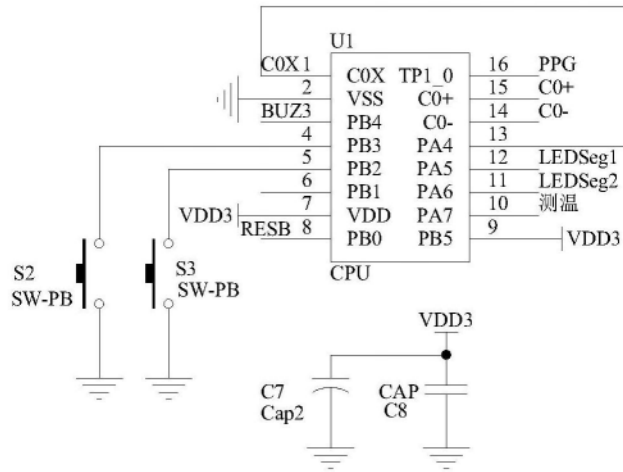 U1
C0X 1 C0X TP1_0 16 PPG
2 VSS C0+ 15 C0+
BUZ3 PB4 C0- 14 C0-
4 PB3 PA4 13
5 PB2 PA5 12 LEDSeg1
6 PB1 PA6 11 LEDSeg2
VDD3 7 VDD PA7 10 测温
RESB 8 PB0 PB5 9 VDD3
CPU
S2
SW-PB
S3
SW-PB
VDD3
C7
Cap2
CAP
C8